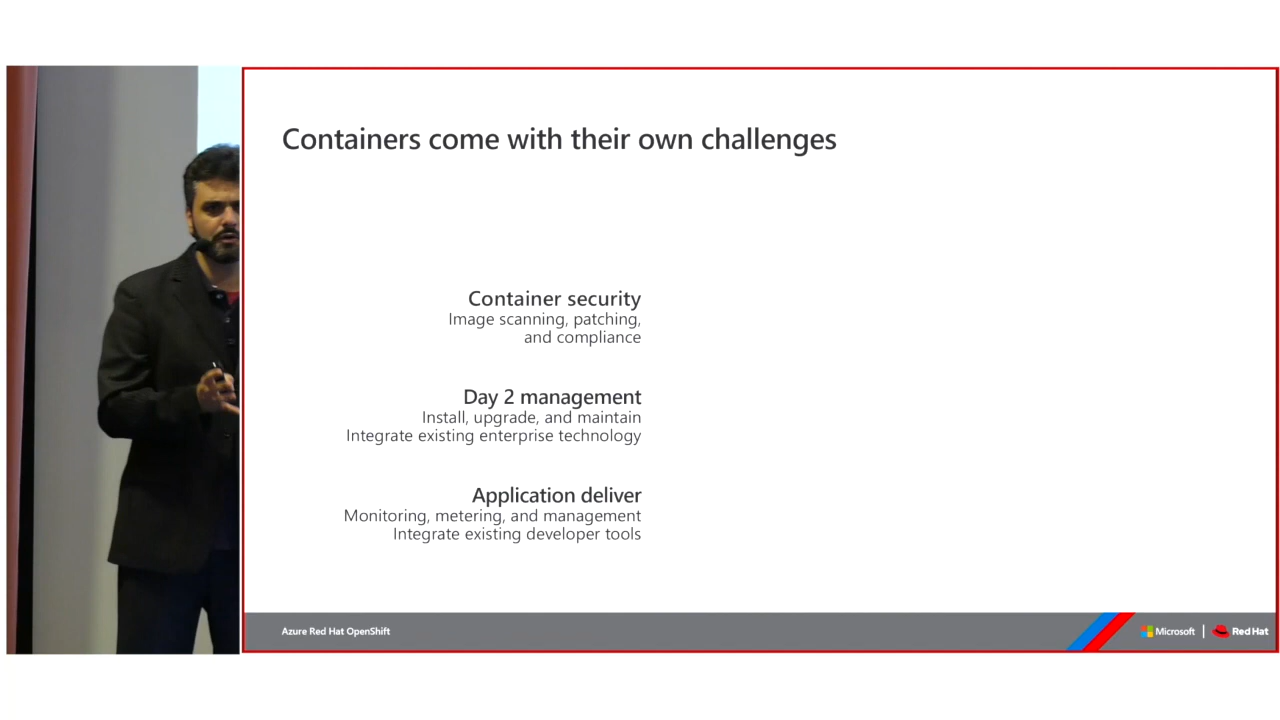 Containers come with their own challenges
Container security
Image scanning, patching,
and compliance
Day 2 management
Install, upgrade, and maintain
Integrate existing enterprise technology
Application deliver
Monitoring, metering, and management
Integrate existing developer tools
Azure Red Hat OpenShift
Microsoft | Red Hat